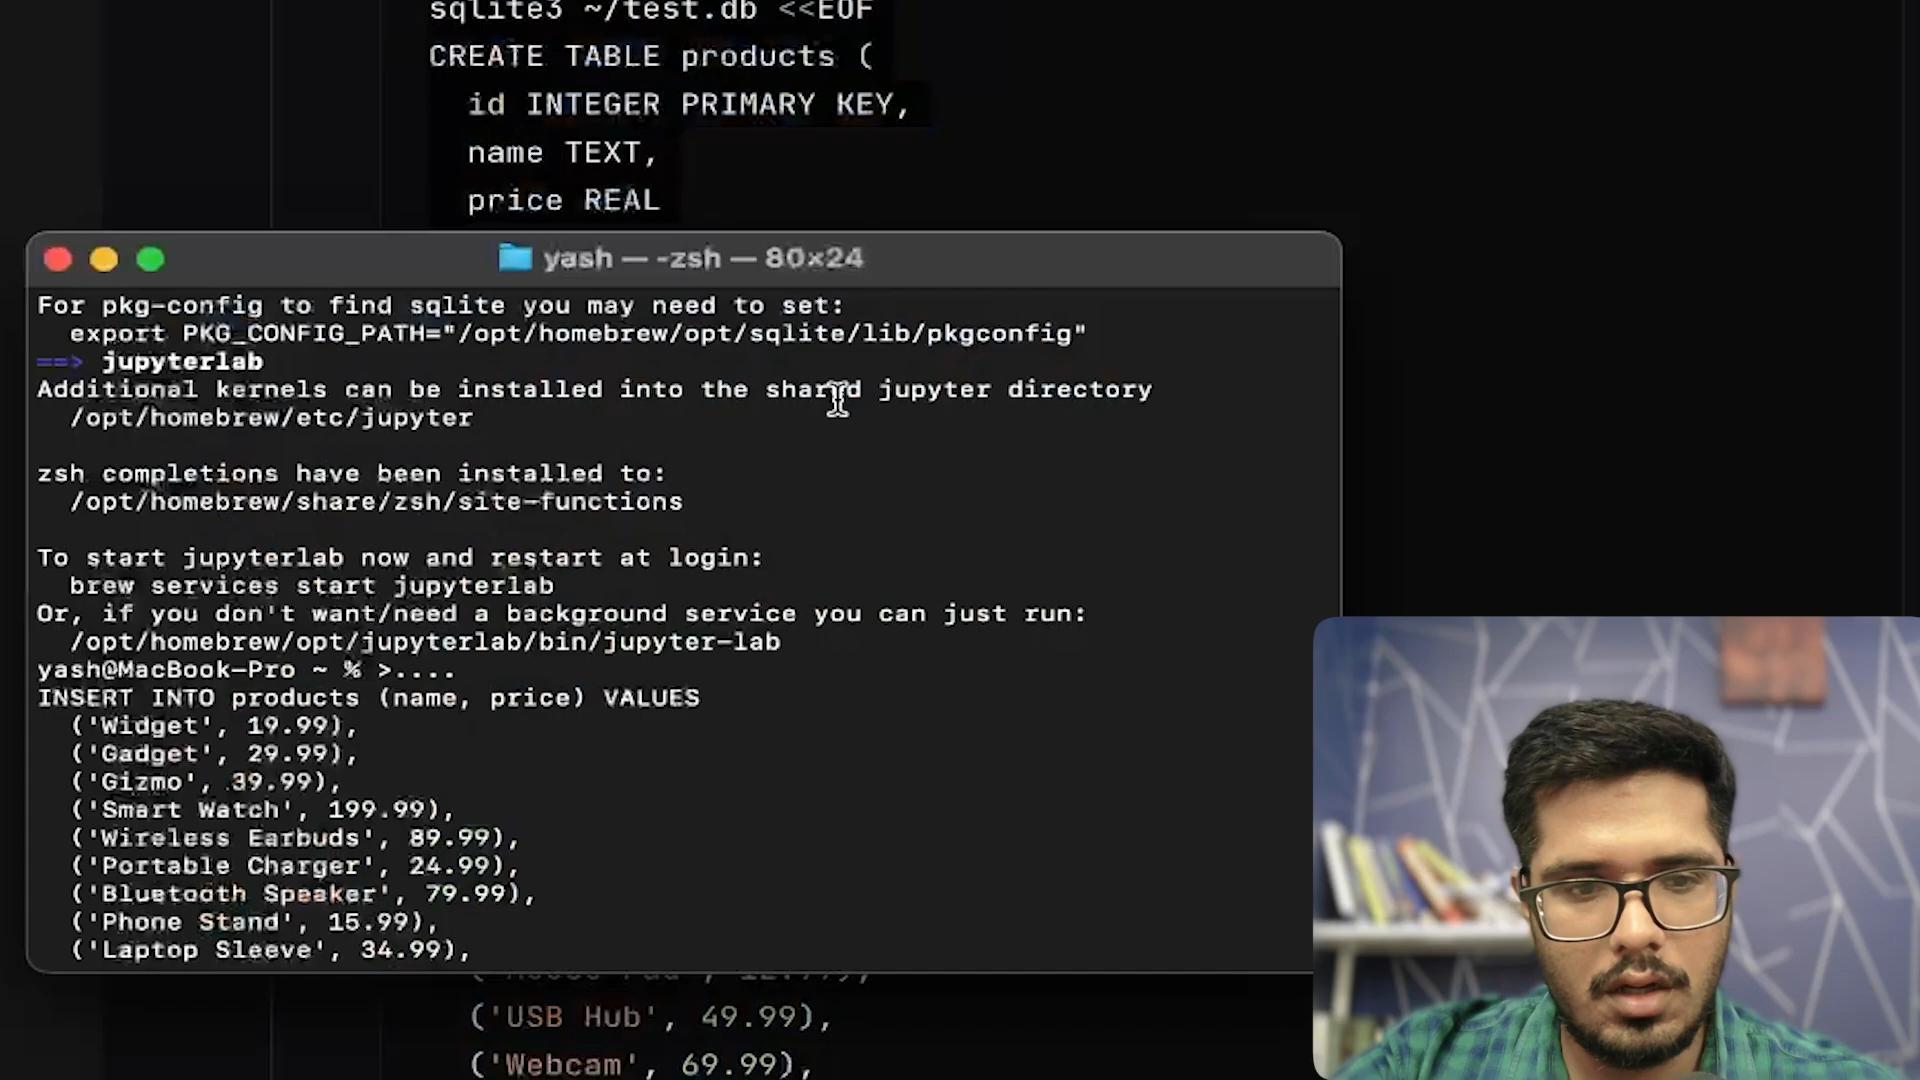 sqlite3 ~/test.db <<EOF
CREATE TABLE products (
id INTEGER PRIMARY KEY,
name TEXT,
price REAL
yash — -zsh — 80×24
For pkg-config to find sqlite you may need to set:
export PKG_CONFIG_PATH="/opt/homebrew/opt/sqlite/lib/pkgconfig"
==> jupyterlab
Additional kernels can be installed into the shared jupyter directory
/opt/homebrew/etc/jupyter
zsh completions have been installed to:
/opt/homebrew/share/zsh/site-functions
To start jupyterlab now and restart at login:
brew services start jupyterlab
Or, if you don't want/need a background service you can just run:
/opt/homebrew/opt/jupyterlab/bin/jupyter-lab
yash@MacBook-Pro ~ % >....
INSERT INTO products (name, price) VALUES
('Widget', 19.99),
('Gadget', 29.99),
('Gizmo', 39.99),
('Smart Watch', 199.99),
('Wireless Earbuds', 89.99),
('Portable Charger', 24.99),
('Bluetooth Speaker', 79.99),
('Phone Stand', 15.99),
('Laptop Sleeve', 34.99),
('USB Hub', 49.99),
('Webcam', 69.99),